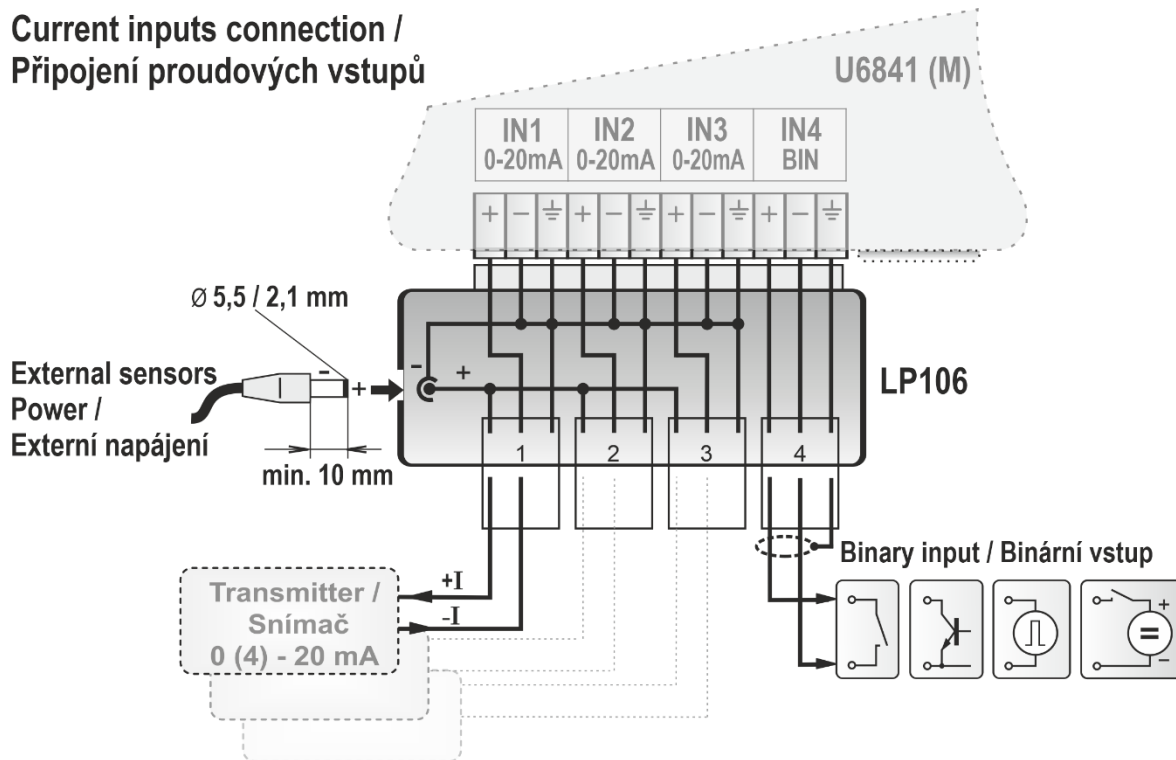 Current inputs connection /
Připojení proudových vstupů
U6841 (M)
IN1 IN2 IN3 IN4
0-20mA 0-20mA 0-20mA BIN
+ − + − + − + −
Ø 5,5 / 2,1 mm
External sensors
Power /
Externí napájení
- +
- +
min. 10 mm
LP106
1 2 3 4
+I
-I
Transmitter /
Snímač
0 (4) - 20 mA
Binary input / Binární vstup
+
=
−